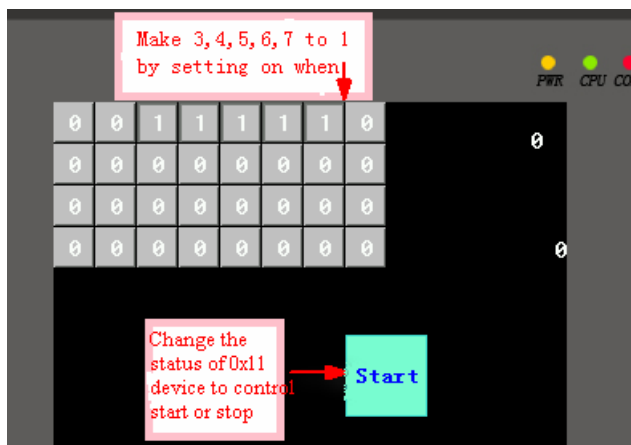 Make 3,4,5,6,7 to 1
by setting on when
PWR CPU CO
0 0 1 1 1 1 1 0
0
0 0 0 0 0 0 0 0
0 0 0 0 0 0 0 0
0 0 0 0 0 0 0 0
0
Change the
status of 0x11
device to control
start or stop
Start